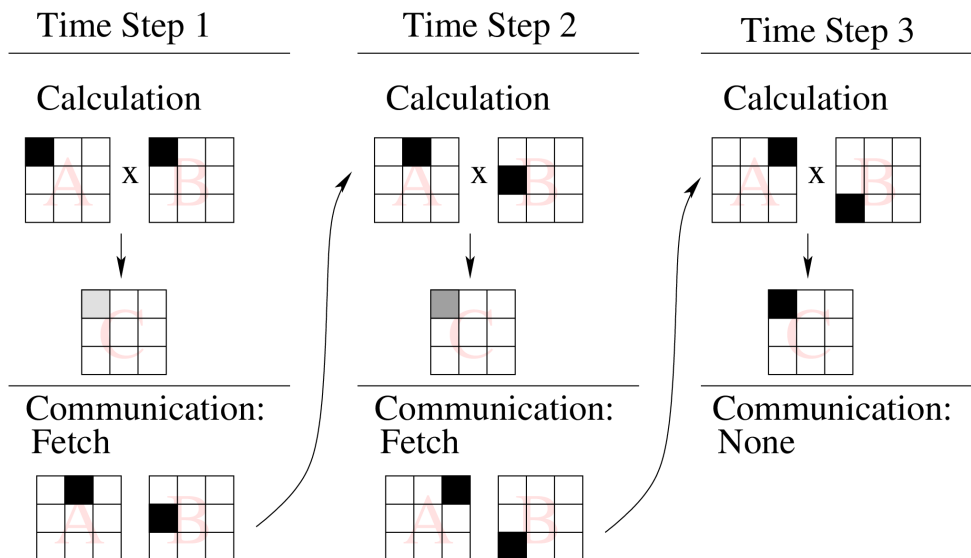 Time Step 1
Calculation
A x B
C
Communication:
Fetch
A B
Time Step 2
Calculation
A x B
C
Communication:
Fetch
A B
Time Step 3
Calculation
A x B
C
Communication:
None